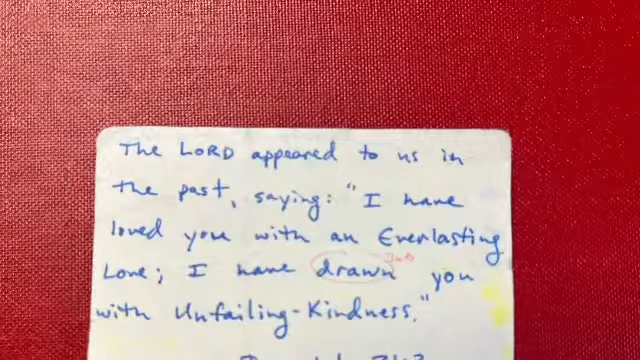 The LORD appeared to us in
the past, saying: "I have
loved you with an Everlasting
Love; I have drawn you
with Unfailing-Kindness."